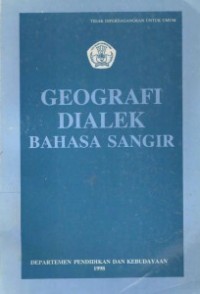 TIDAK DIPERDAGANGKAN UNTUK UMUM
GEOGRAFI
DIALEK
BAHASA SANGIR
DEPARTEMEN PENDIDIKAN DAN KEBUDAYAAN
1998